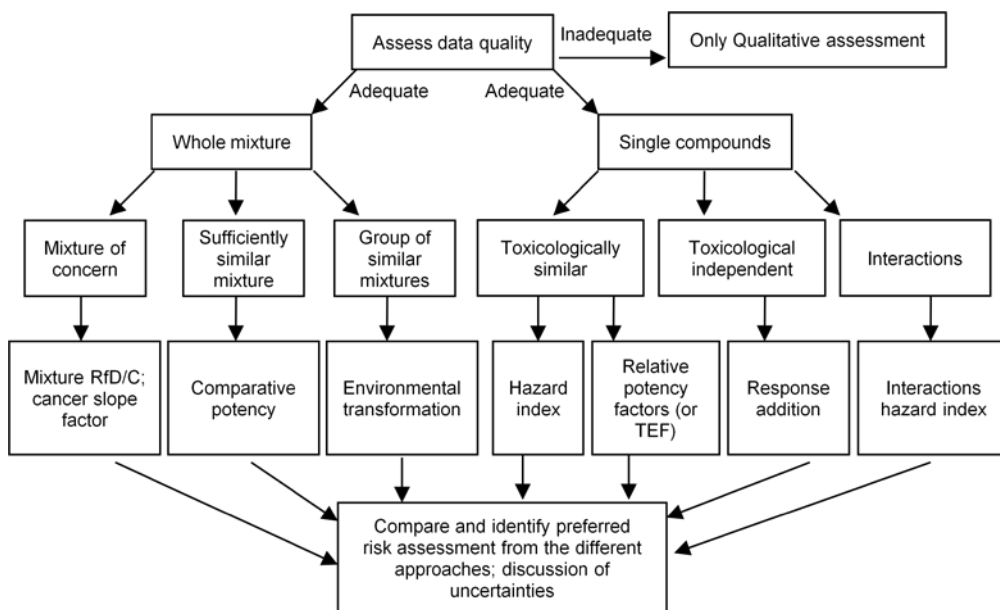 Assess data quality
Inadequate
Only Qualitative assessment
Adequate
Adequate
Whole mixture
Single compounds
Mixture of
concern
Sufficiently
similar
mixture
Group of
similar
mixtures
Toxicologically
similar
Toxicological
independent
Interactions
Mixture RfD/C;
cancer slope
factor
Comparative
potency
Environmental
transformation
Hazard
index
Relative
potency
factors (or
TEF)
Response
addition
Interactions
hazard index
Compare and identify preferred
risk assessment from the different
approaches; discussion of
uncertainties